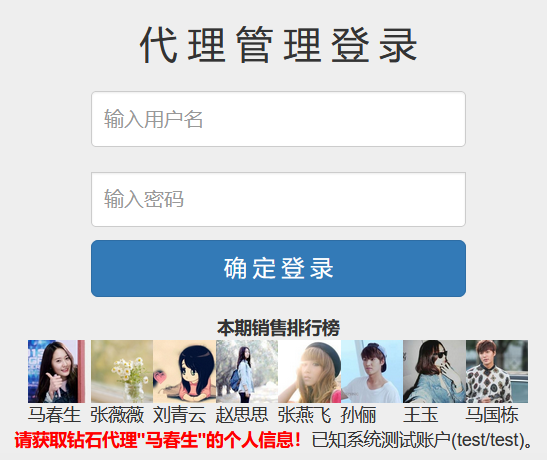 代理管理登录
输入用户名
输入密码
确定登录
本期销售排行榜
马春生 张薇薇 刘青云 赵思思 张燕飞 孙俪 王玉 马国栋
请获取钻石代理"马春生"的个人信息！已知系统测试账户(test/test)。